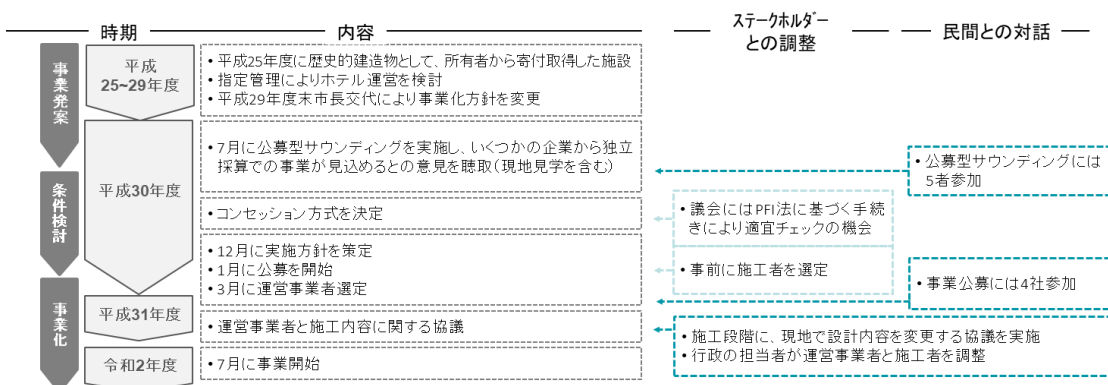 時期
内容
ステークホルダー
との調整
民間との対話
事業発案
平成
25~29年度
• 平成25年度に歴史的建造物として、所有者から寄付取得した施設
• 指定管理によりホテル運営を検討
• 平成29年度末市長交代により事業化方針を変更
平成30年度
• 7月に公募型サウンディングを実施し、いくつかの企業から独立
採算での事業が見込めるとの意見を聴取(現地見学を含む)
• 公募型サウンディングには
5者参加
条件検討
• コンセッション方式を決定
• 議会にはPFI法に基づく手続
きにより適宜チェックの機会
• 12月に実施方針を策定
• 1月に公募を開始
• 3月に運営事業者選定
• 事前に施工者を選定
• 事業公募には4社参加
事業化
平成31年度
• 運営事業者と施工内容に関する協議
• 施工段階に、現地で設計内容を変更する協議を実施
• 行政の担当者が運営事業者と施工者を調整
令和2年度
• 7月に事業開始